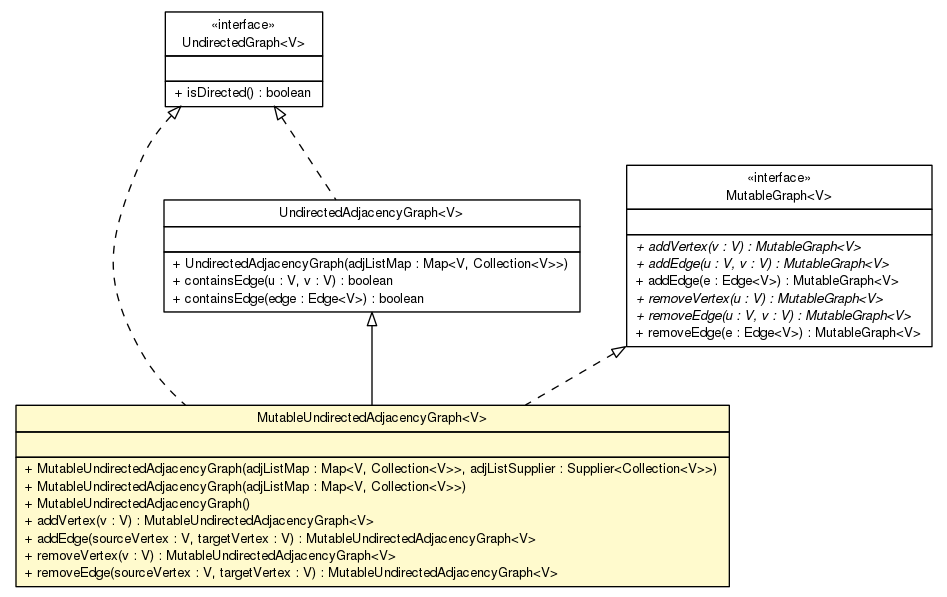 «interface»
UndirectedGraph<V>
+ isDirected() : boolean
«interface»
MutableGraph<V>
+ addVertex(v : V) : MutableGraph<V>
+ addEdge(u : V, v : V) : MutableGraph<V>
+ addEdge(e : Edge<V>) : MutableGraph<V>
+ removeVertex(u : V) : MutableGraph<V>
+ removeEdge(u : V, v : V) : MutableGraph<V>
+ removeEdge(e : Edge<V>) : MutableGraph<V>
UndirectedAdjacencyGraph<V>
+ UndirectedAdjacencyGraph(adjListMap : Map<V, Collection<V>>)
+ containsEdge(u : V, v : V) : boolean
+ containsEdge(edge : Edge<V>) : boolean
MutableUndirectedAdjacencyGraph<V>
+ MutableUndirectedAdjacencyGraph(adjListMap : Map<V, Collection<V>>, adjListSupplier : Supplier<Collection<V>>)
+ MutableUndirectedAdjacencyGraph(adjListMap : Map<V, Collection<V>>)
+ MutableUndirectedAdjacencyGraph()
+ addVertex(v : V) : MutableUndirectedAdjacencyGraph<V>
+ addEdge(sourceVertex : V, targetVertex : V) : MutableUndirectedAdjacencyGraph<V>
+ removeVertex(v : V) : MutableUndirectedAdjacencyGraph<V>
+ removeEdge(sourceVertex : V, targetVertex : V) : MutableUndirectedAdjacencyGraph<V>